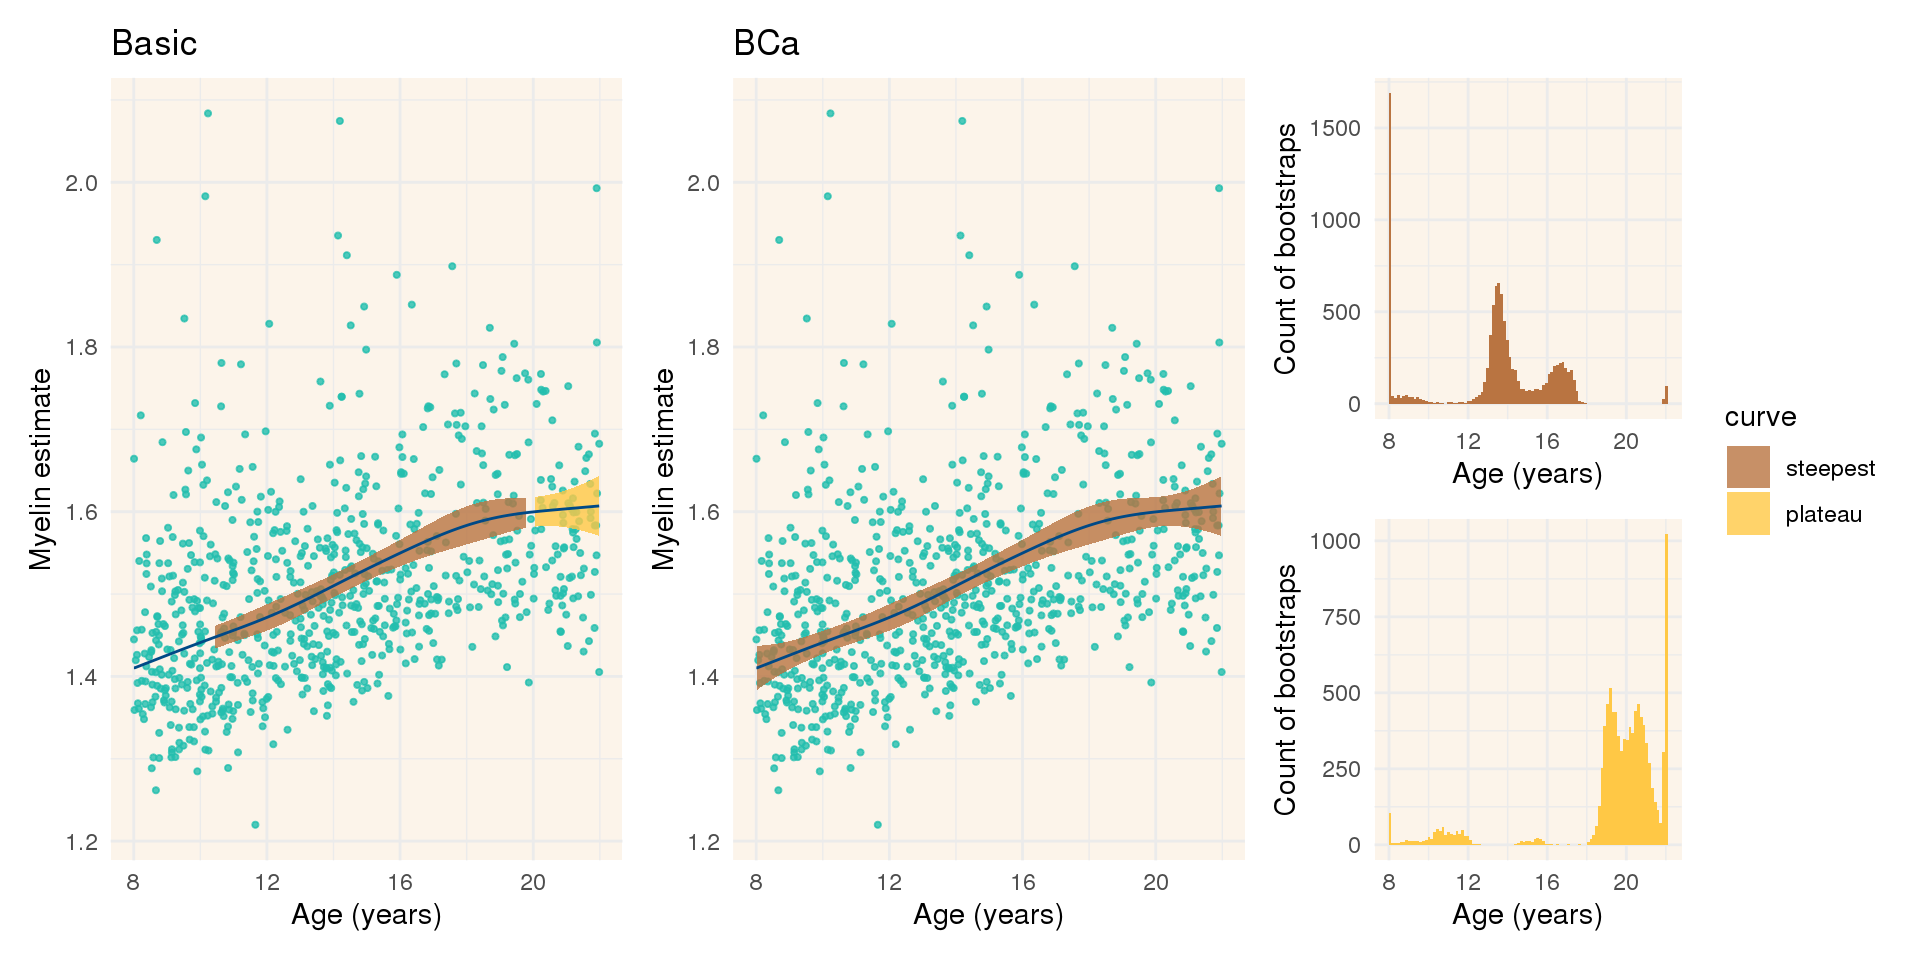 Basic
Myelin estimate
2.0
1.8
1.6
1.4
1.2
8 12 16 20
Age (years)
BCa
Myelin estimate
2.0
1.8
1.6
1.4
1.2
8 12 16 20
Age (years)
Count of bootstraps
1500
1000
500
0
8 12 16 20
Age (years)
Count of bootstraps
1000
750
500
250
0
8 12 16 20
Age (years)
curve
steepest
plateau